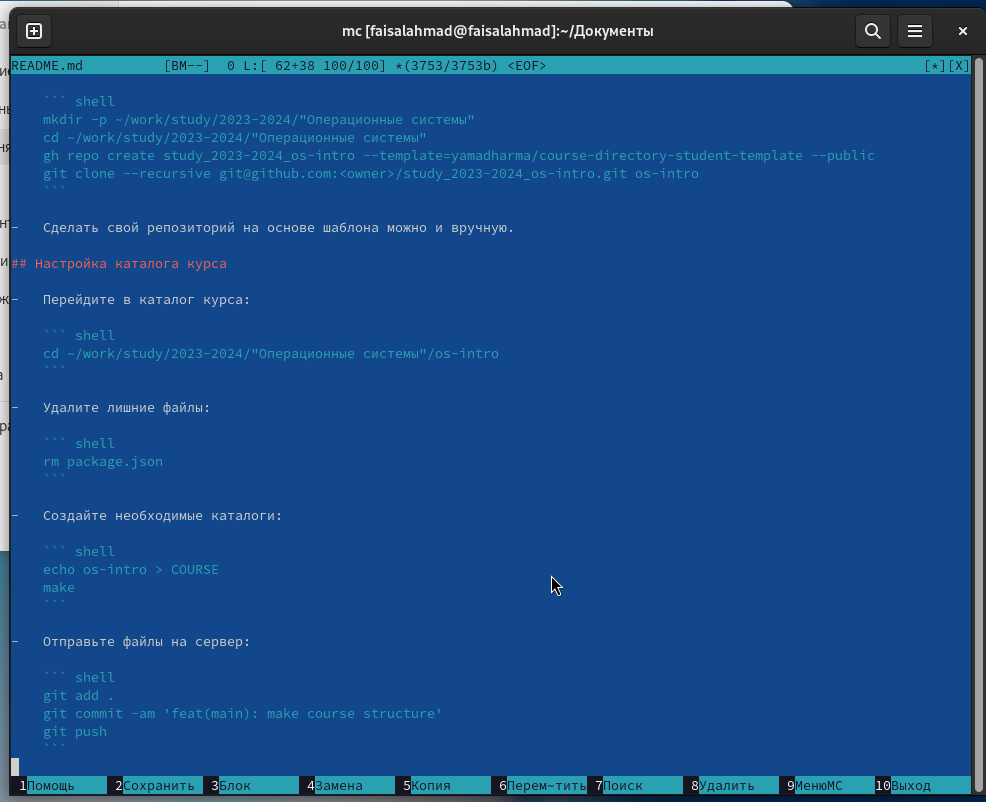 mc [faisalahmad@faisalahmad]:~/Документы
README.md [BM--] 0 L:[ 62+38 100/100] *(3753/3753b) <EOF> [*][X]
``` shell
mkdir -p ~/work/study/2023-2024/"Операционные системы"
cd ~/work/study/2023-2024/"Операционные системы"
gh repo create study_2023-2024_os-intro --template=yamadharma/course-directory-student-template --public
git clone --recursive git@github.com:<owner>/study_2023-2024_os-intro.git os-intro
```
- Сделать свой репозиторий на основе шаблона можно и вручную.
## Настройка каталога курса
- Перейдите в каталог курса:
``` shell
cd ~/work/study/2023-2024/"Операционные системы"/os-intro
```
- Удалите лишние файлы:
``` shell
rm package.json
```
- Создайте необходимые каталоги:
``` shell
echo os-intro > COURSE
make
```
- Отправьте файлы на сервер:
``` shell
git add .
git commit -am 'feat(main): make course structure'
git push
```
1Помощь 2Сохранить 3Блок 4Замена 5Копия 6Перем~тить 7Поиск 8Удалить 9МенюMC 10Выход